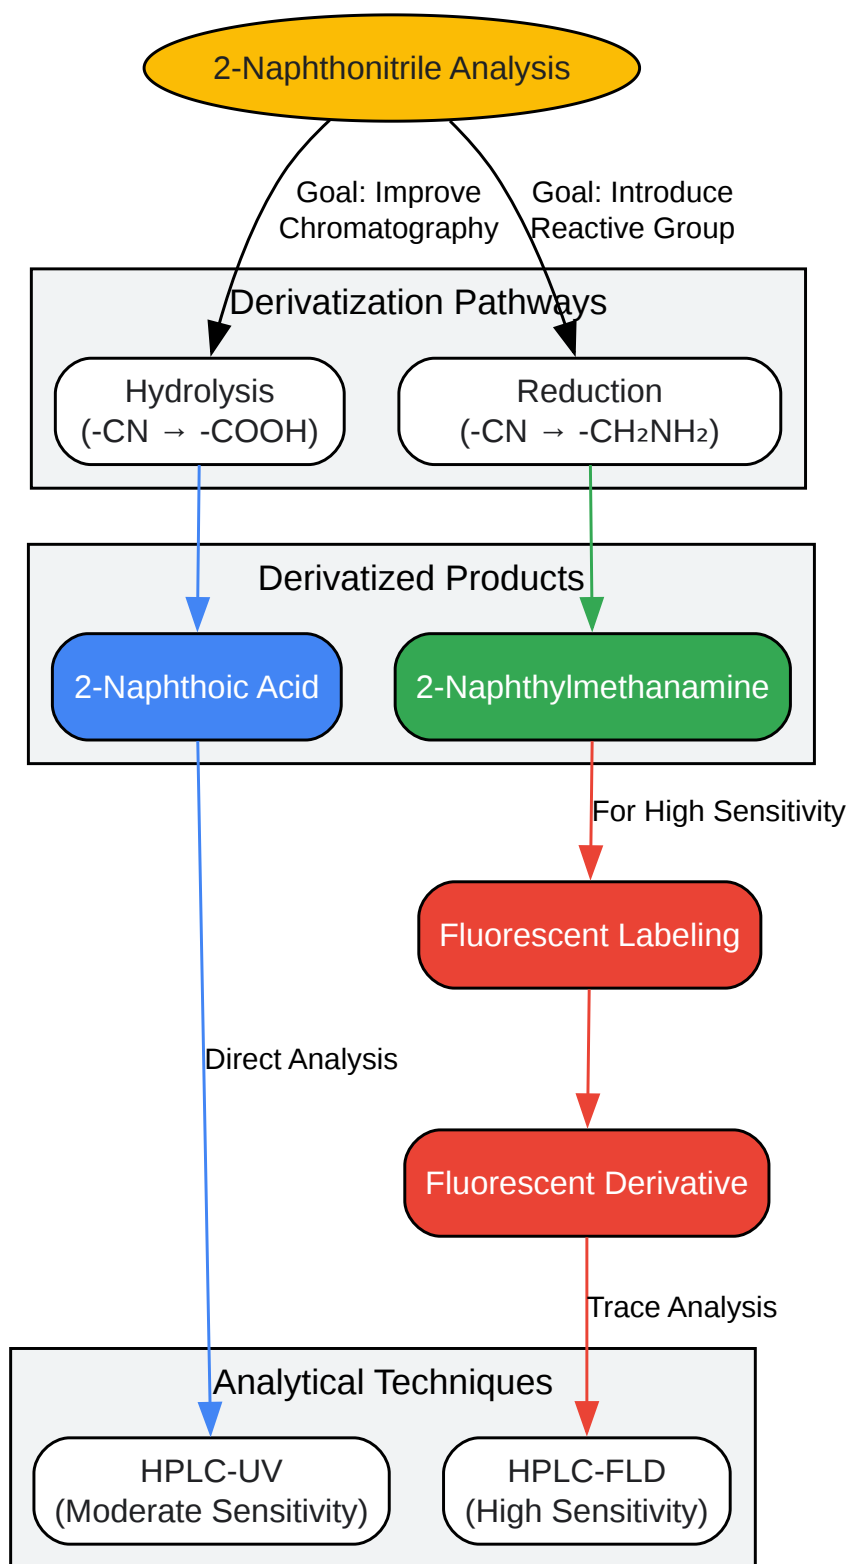 2-Naphthonitrile Analysis
Goal: Improve
Chromatography
Goal: Introduce
Reactive Group
Derivatization Pathways
Hydrolysis
(-CN → -COOH)
Reduction
(-CN → -CH₂NH₂)
Derivatized Products
2-Naphthoic Acid
2-Naphthylmethanamine
For High Sensitivity
Fluorescent Labeling
Direct Analysis
Fluorescent Derivative
Trace Analysis
Analytical Techniques
HPLC-UV
(Moderate Sensitivity)
HPLC-FLD
(High Sensitivity)